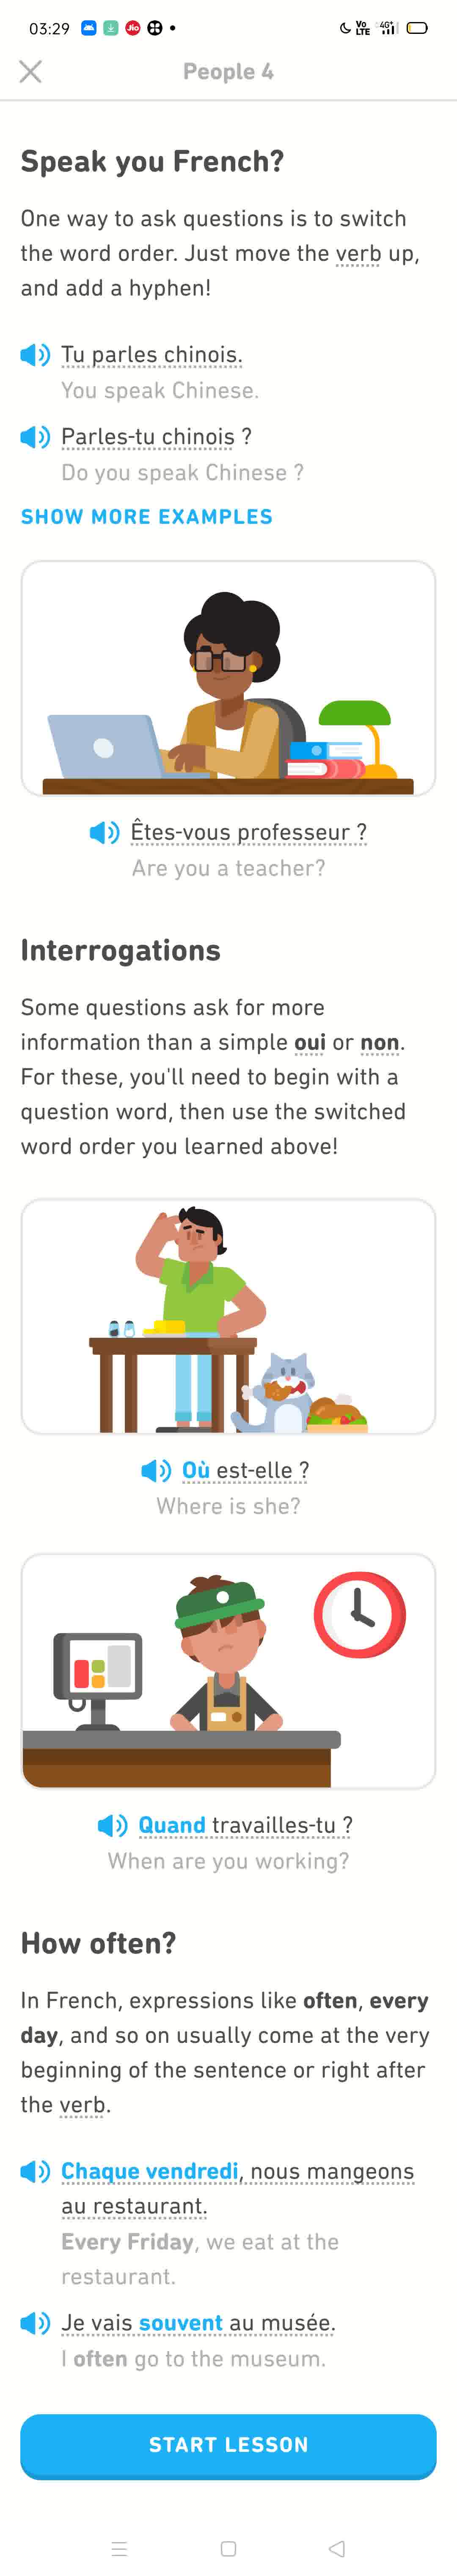 03:29 Jio Vo LTE 4G+
People 4
Speak you French?
One way to ask questions is to switch
the word order. Just move the verb up,
and add a hyphen!
Tu parles chinois.
You speak Chinese.
Parles-tu chinois ?
Do you speak Chinese ?
SHOW MORE EXAMPLES
Êtes-vous professeur ?
Are you a teacher?
Interrogations
Some questions ask for more
information than a simple oui or non.
For these, you'll need to begin with a
question word, then use the switched
word order you learned above!
Où est-elle ?
Where is she?
Quand travailles-tu ?
When are you working?
How often?
In French, expressions like often, every
day, and so on usually come at the very
beginning of the sentence or right after
the verb.
Chaque vendredi, nous mangeons
au restaurant.
Every Friday, we eat at the
restaurant.
Je vais souvent au musée.
I often go to the museum.
START LESSON